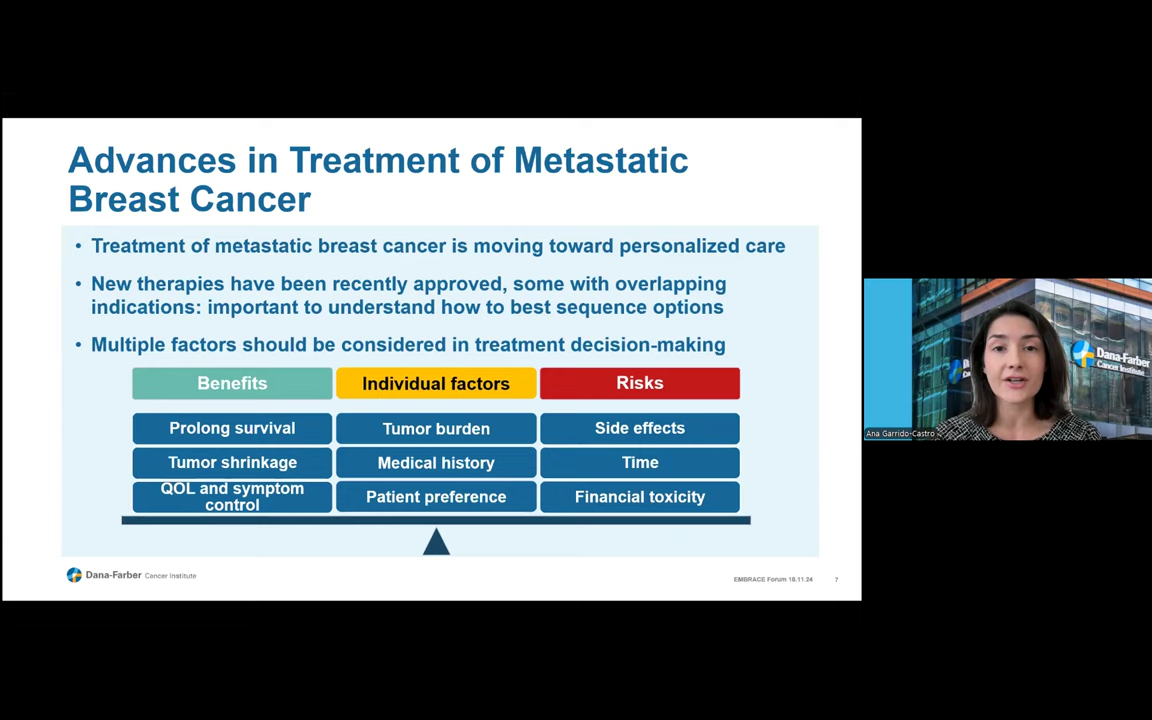 Advances in Treatment of Metastatic
Breast Cancer
• Treatment of metastatic breast cancer is moving toward personalized care
• New therapies have been recently approved, some with overlapping
indications: important to understand how to best sequence options
• Multiple factors should be considered in treatment decision-making
Benefits
Individual factors
Risks
Prolong survival
Tumor burden
Side effects
Tumor shrinkage
Medical history
Time
QOL and symptom
control
Patient preference
Financial toxicity
Dana-Farber Cancer Institute
EMBRACE Forum 18.11.24
7
Dana-Farber
Cancer Institute
Ana Garrido-Castro